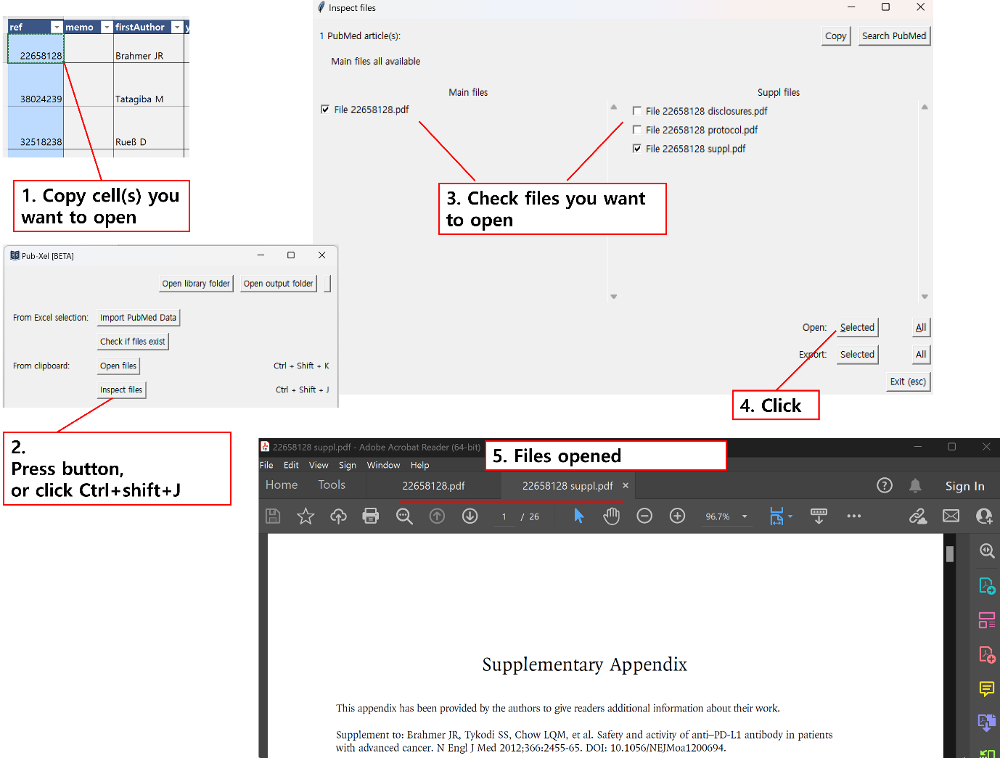 ref memo firstAuthor y
22658128 Brahmer JR
38024239 Tatagiba M
32518238 Rueß D
1. Copy cell(s) you
want to open
Pub-Xel [BETA]
Open library folder Open output folder
From Excel selection: Import PubMed Data
Check if files exist
From clipboard: Open files Ctrl + Shift + K
Inspect files Ctrl + Shift + J
2.
Press button,
or click Ctrl+shift+J
Inspect files
1 PubMed article(s): Copy Search PubMed
Main files all available
Main files Suppl files
File 22658128.pdf
File 22658128 disclosures.pdf
File 22658128 protocol.pdf
File 22658128 suppl.pdf
3. Check files you want
to open
Open: Selected All
Export: Selected All
Exit (esc)
4. Click
22658128 suppl.pdf - Adobe Acrobat Reader (64-bit)
5. Files opened
File Edit View Sign Window Help
Home Tools 22658128.pdf 22658128 suppl.pdf × Sign In
1 / 26 96.7%
Supplementary Appendix
This appendix has been provided by the authors to give readers additional information about their work.
Supplement to: Brahmer JR, Tykodi SS, Chow LQM, et al. Safety and activity of anti–PD-L1 antibody in patients
with advanced cancer. N Engl J Med 2012;366:2455-65. DOI: 10.1056/NEJMoa1200694.